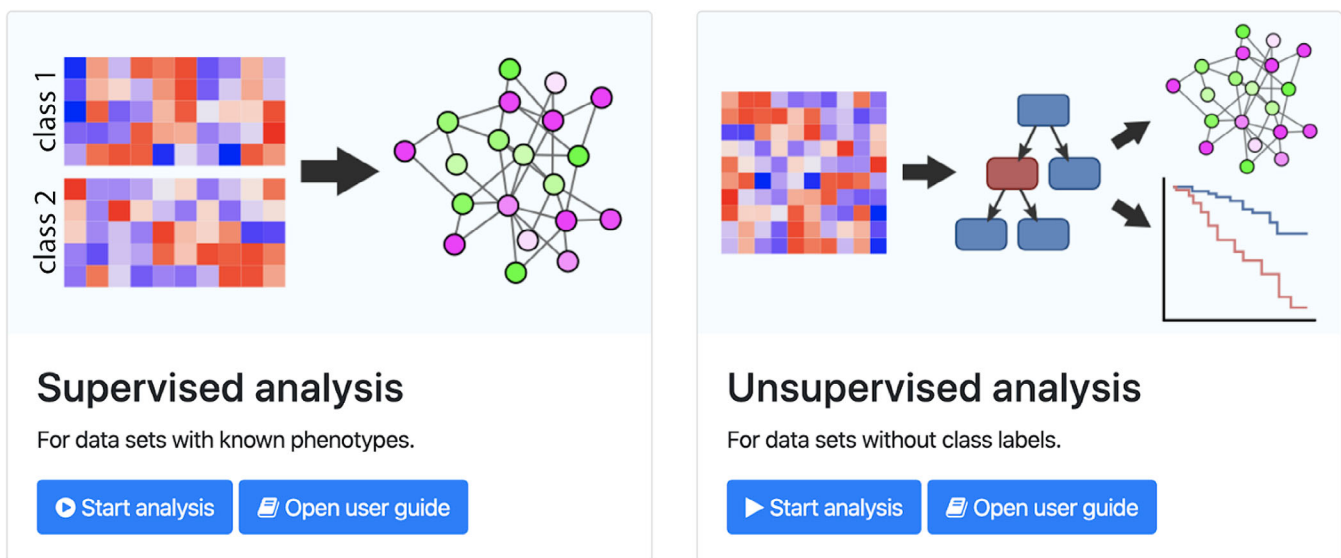 class 1
class 2
Supervised analysis
For data sets with known phenotypes.
Start analysis
Open user guide
Unsupervised analysis
For data sets without class labels.
Start analysis
Open user guide